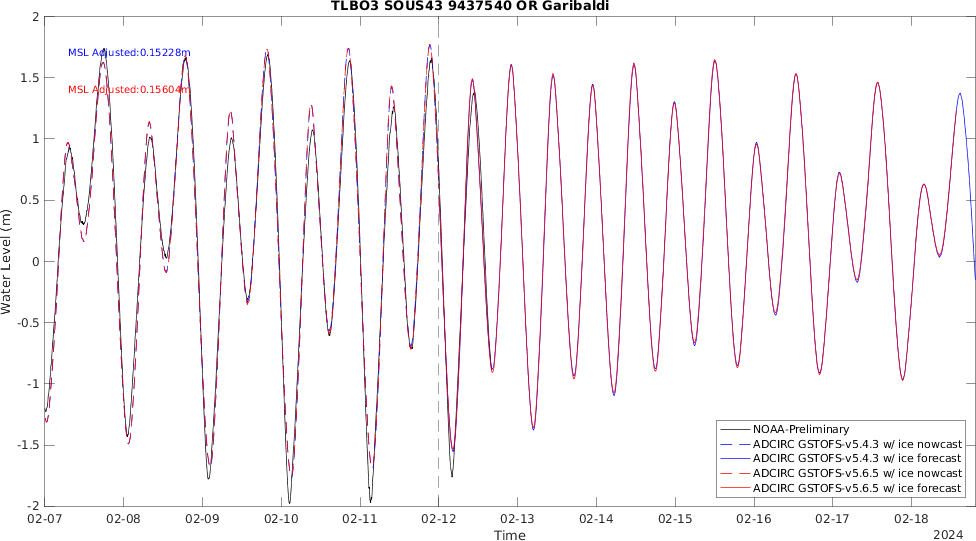 TLBO3 SOUS43 9437540 OR Garibaldi
MSL Adjusted:0.15228m
MSL Adjusted:0.15604m
Water Level (m)
2
1.5
1
0.5
0
-0.5
-1
-1.5
-2
NOAA-Preliminary
ADCIRC GSTOFS-v5.4.3 w/ ice nowcast
ADCIRC GSTOFS-v5.4.3 w/ ice forecast
ADCIRC GSTOFS-v5.6.5 w/ ice nowcast
ADCIRC GSTOFS-v5.6.5 w/ ice forecast
02-07 02-08 02-09 02-10 02-11 02-12 02-13 02-14 02-15 02-16 02-17 02-18
Time
2024